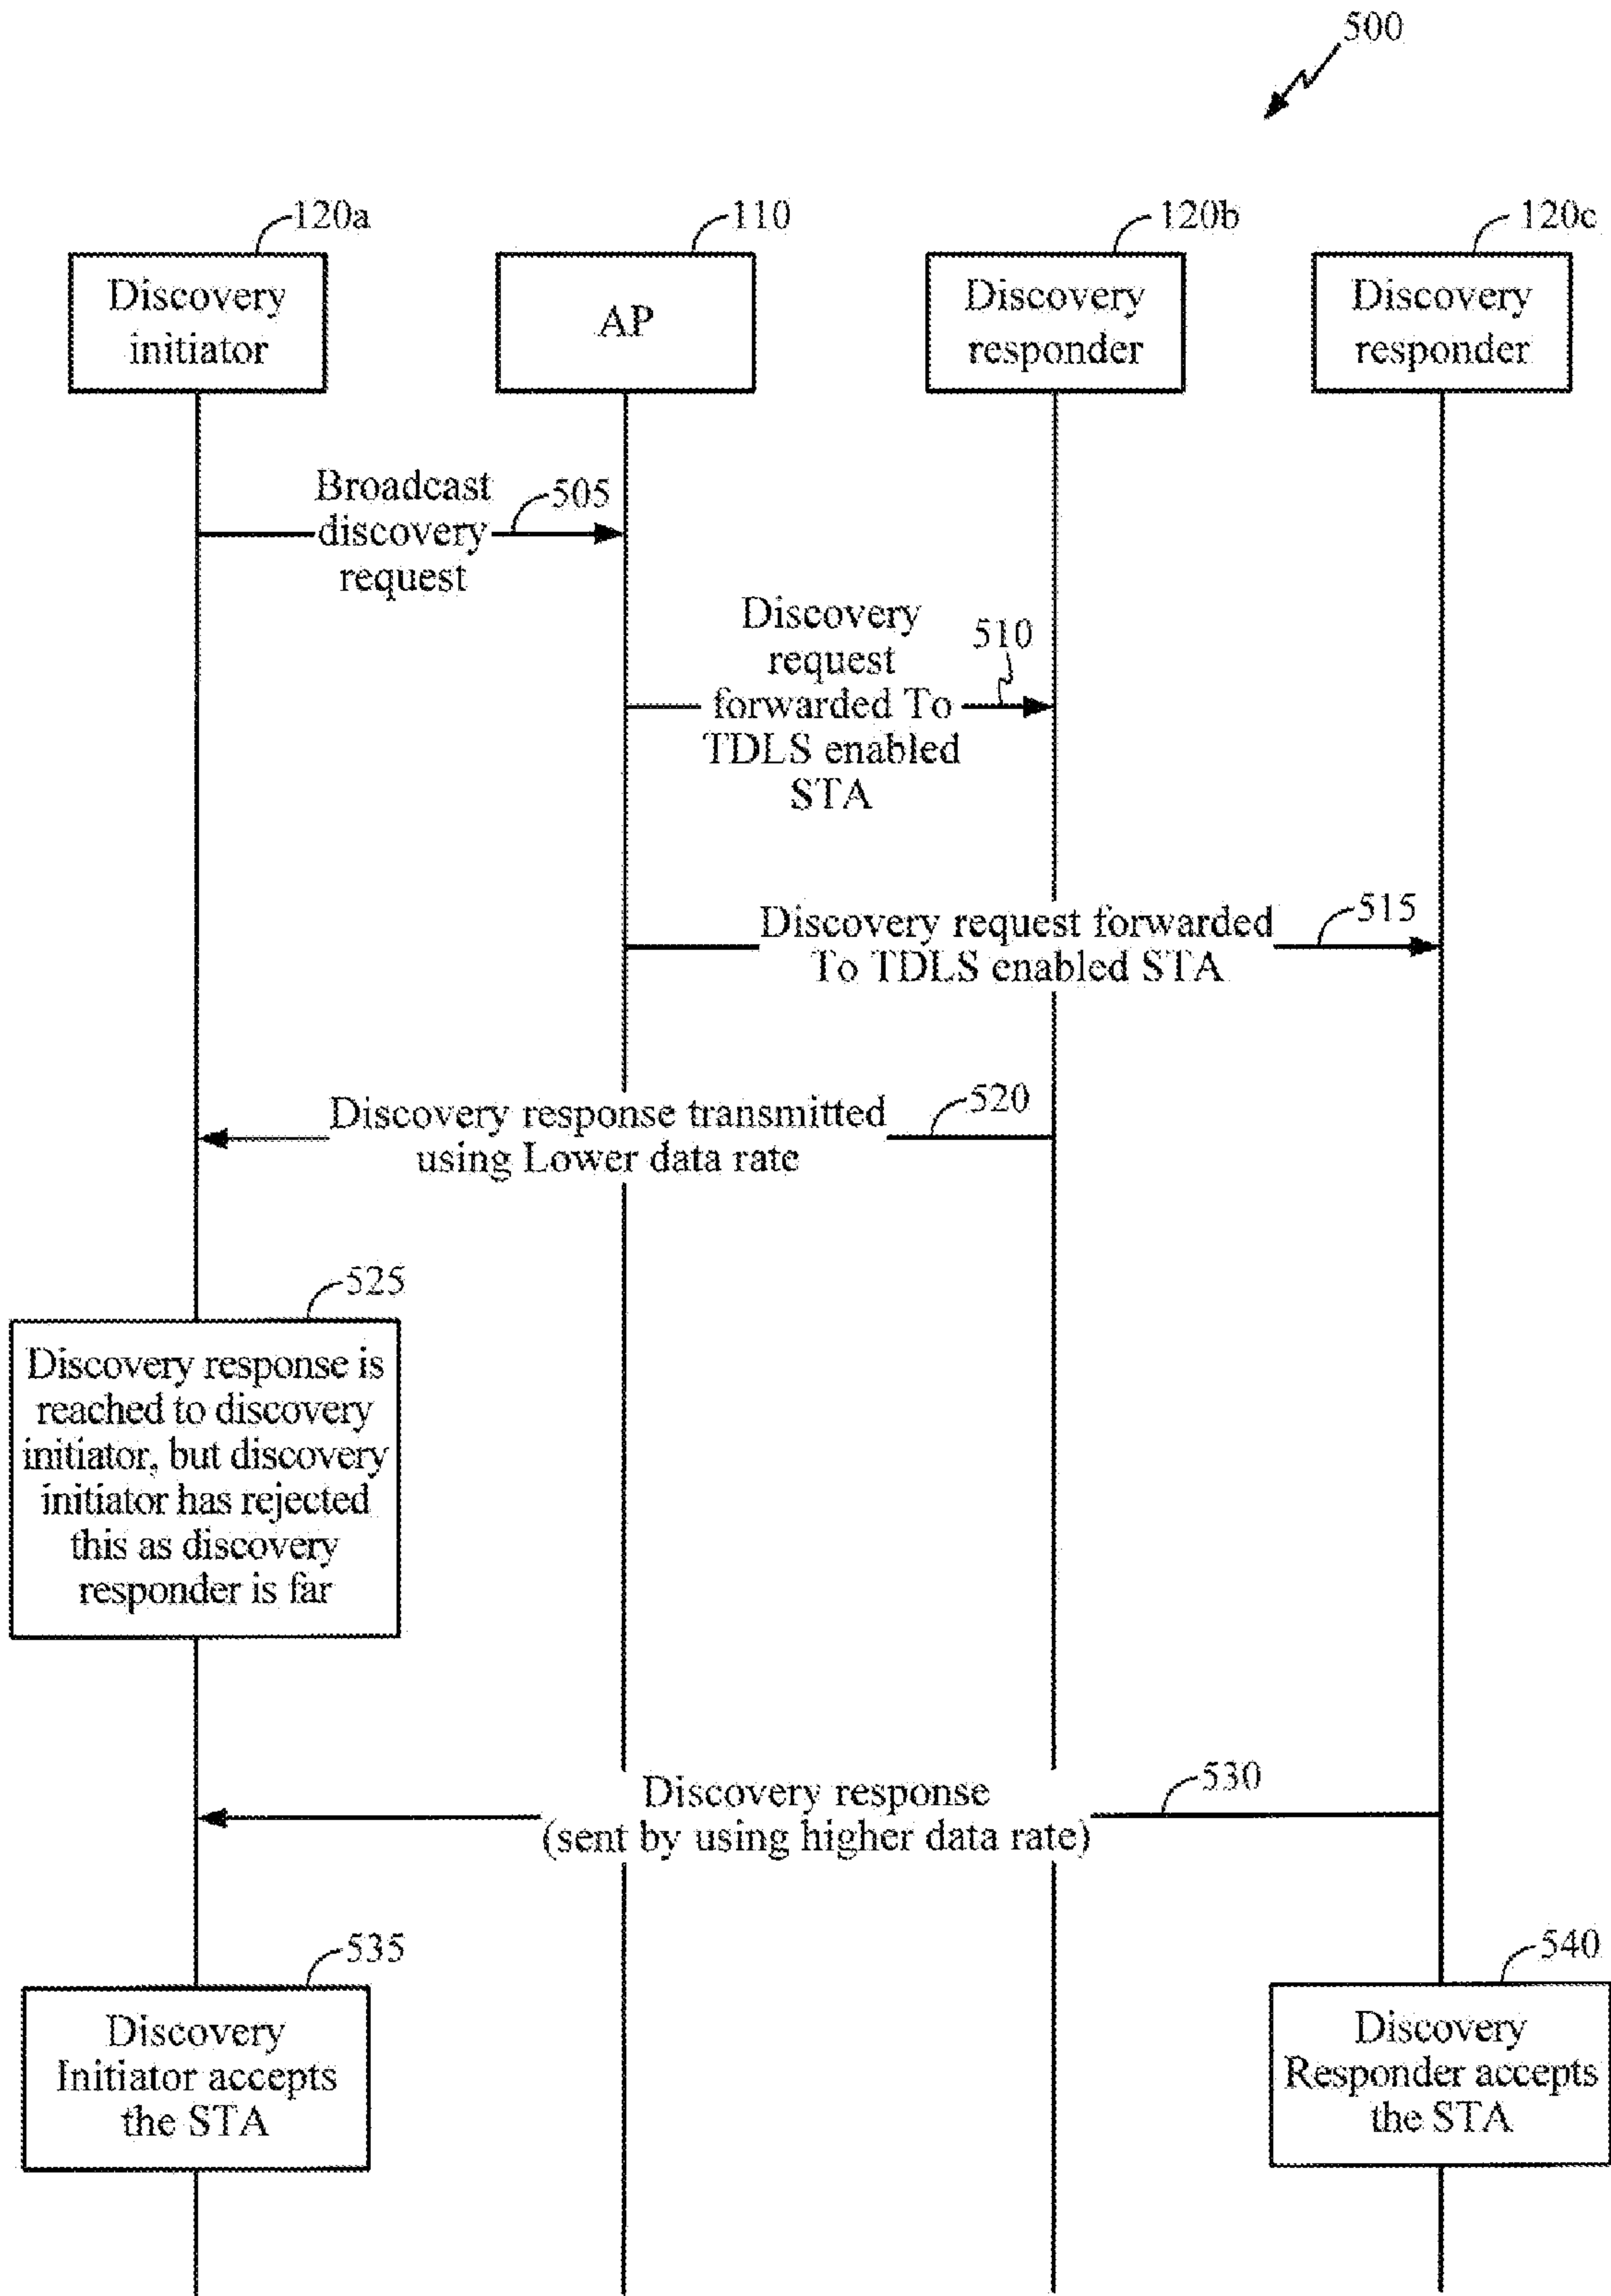 500
120a
110
120b
120c
Discovery
initiator
AP
Discovery
responder
Discovery
responder
Broadcast
discovery
request
505
Discovery
request
forwarded To
TDLS enabled
STA
510
Discovery request forwarded
To TDLS enabled STA
515
Discovery response transmitted
using Lower data rate
520
525
Discovery response is
reached to discovery
initiator, but discovery
initiator has rejected
this as discovery
responder is far
530
Discovery response
(sent by using higher data rate)
535
Discovery
Initiator accepts
the STA
540
Discovery
Responder accepts
the STA